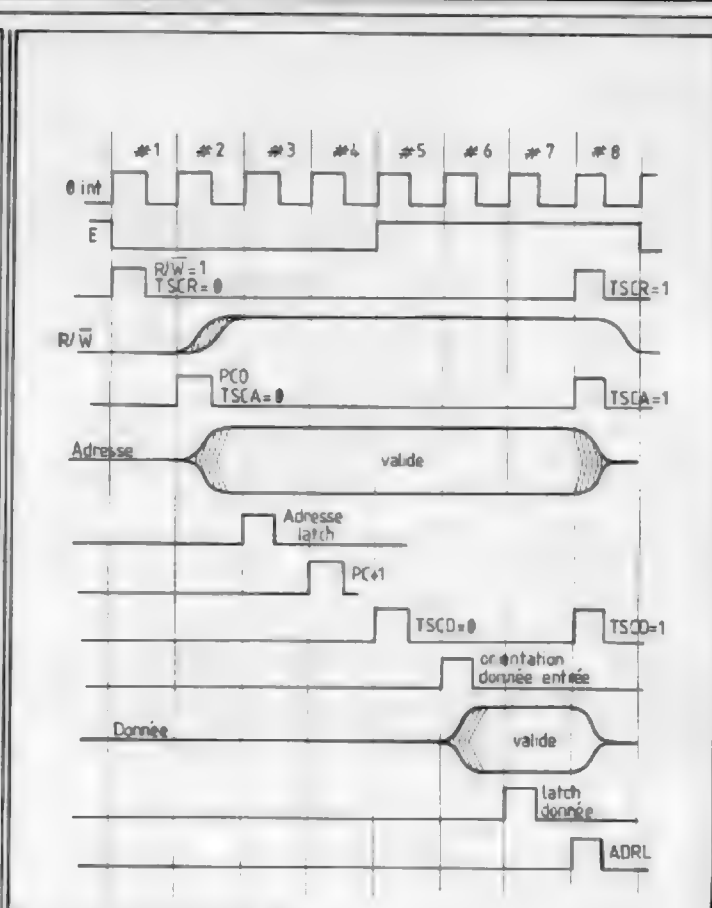 #1 #2 #3 #4 #5 #6 #7 #8
Ø int
E
R/W̅=1
TSCR=0
TSCR=1
R/W̅
PCO
TSCA=0
TSCA=1
Adresse
valide
Adresse
latch
PC+1
TSCD=0
TSCD=1
orientation
donnée entrée
Donnée
valide
latch
donnée
ADRL